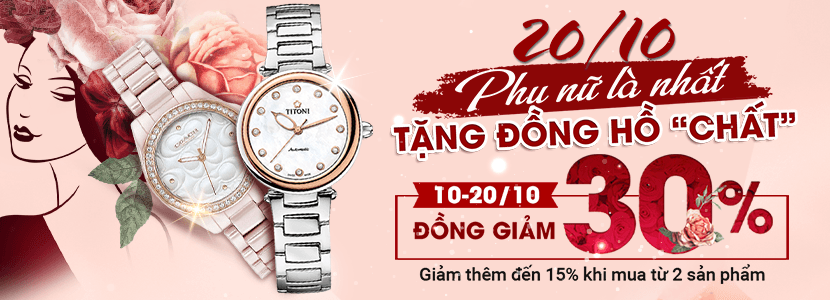 20/10
Phụ nữ là nhất
TẶNG ĐỒNG HỒ “CHẤT”
10-20/10
ĐỒNG GIẢM
30%
Giảm thêm đến 15% khi mua từ 2 sản phẩm
COACH
TITONI
Automatic